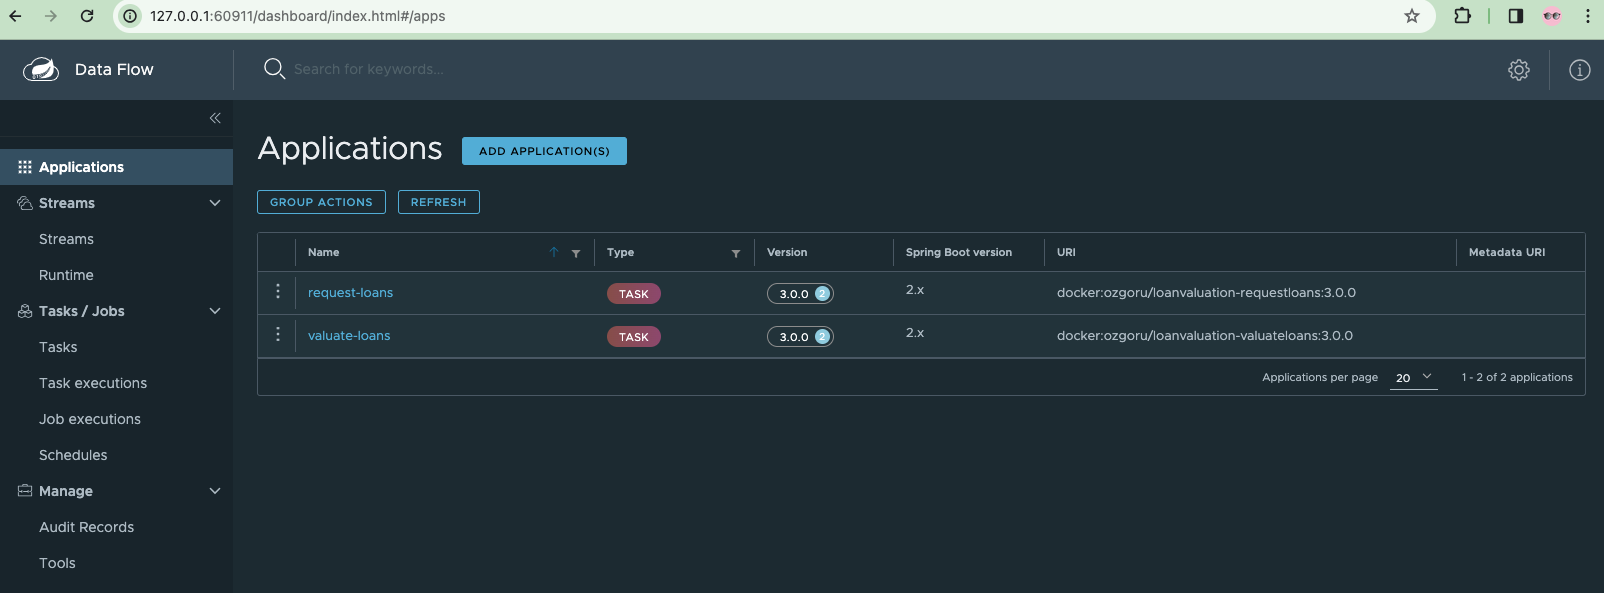 127.0.0.1:60911/dashboard/index.html#/apps
Data Flow
Search for keywords...
Applications
Streams
Streams
Runtime
Tasks / Jobs
Tasks
Task executions
Job executions
Schedules
Manage
Audit Records
Tools
Applications ADD APPLICATION(S)
GROUP ACTIONS REFRESH
Name Type Version Spring Boot version URI Metadata URI
request-loans TASK 3.0.0 2 2.x docker:ozgoru/loanvaluation-requestloans:3.0.0
valuate-loans TASK 3.0.0 2 2.x docker:ozgoru/loanvaluation-valuateloans:3.0.0
Applications per page 20 1 - 2 of 2 applications